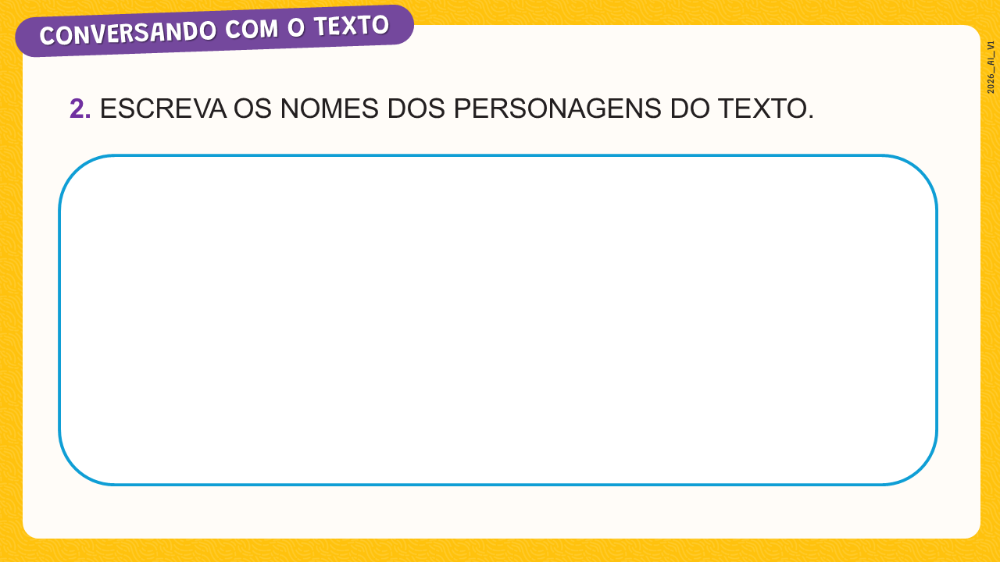 CONVERSANDO COM O TEXTO
2. ESCREVA OS NOMES DOS PERSONAGENS DO TEXTO.
2026_AI_V1